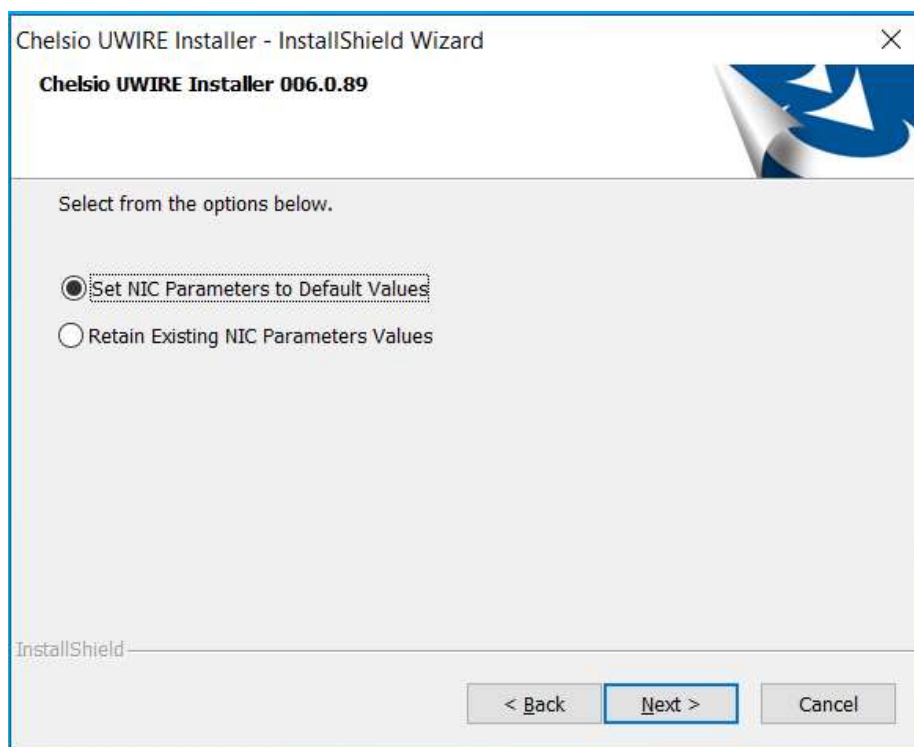 Chelsio UWIRE Installer - InstallShield Wizard
Chelsio UWIRE Installer 006.0.89
Select from the options below.
Set NIC Parameters to Default Values
Retain Existing NIC Parameters Values
InstallShield
< Back Next > Cancel